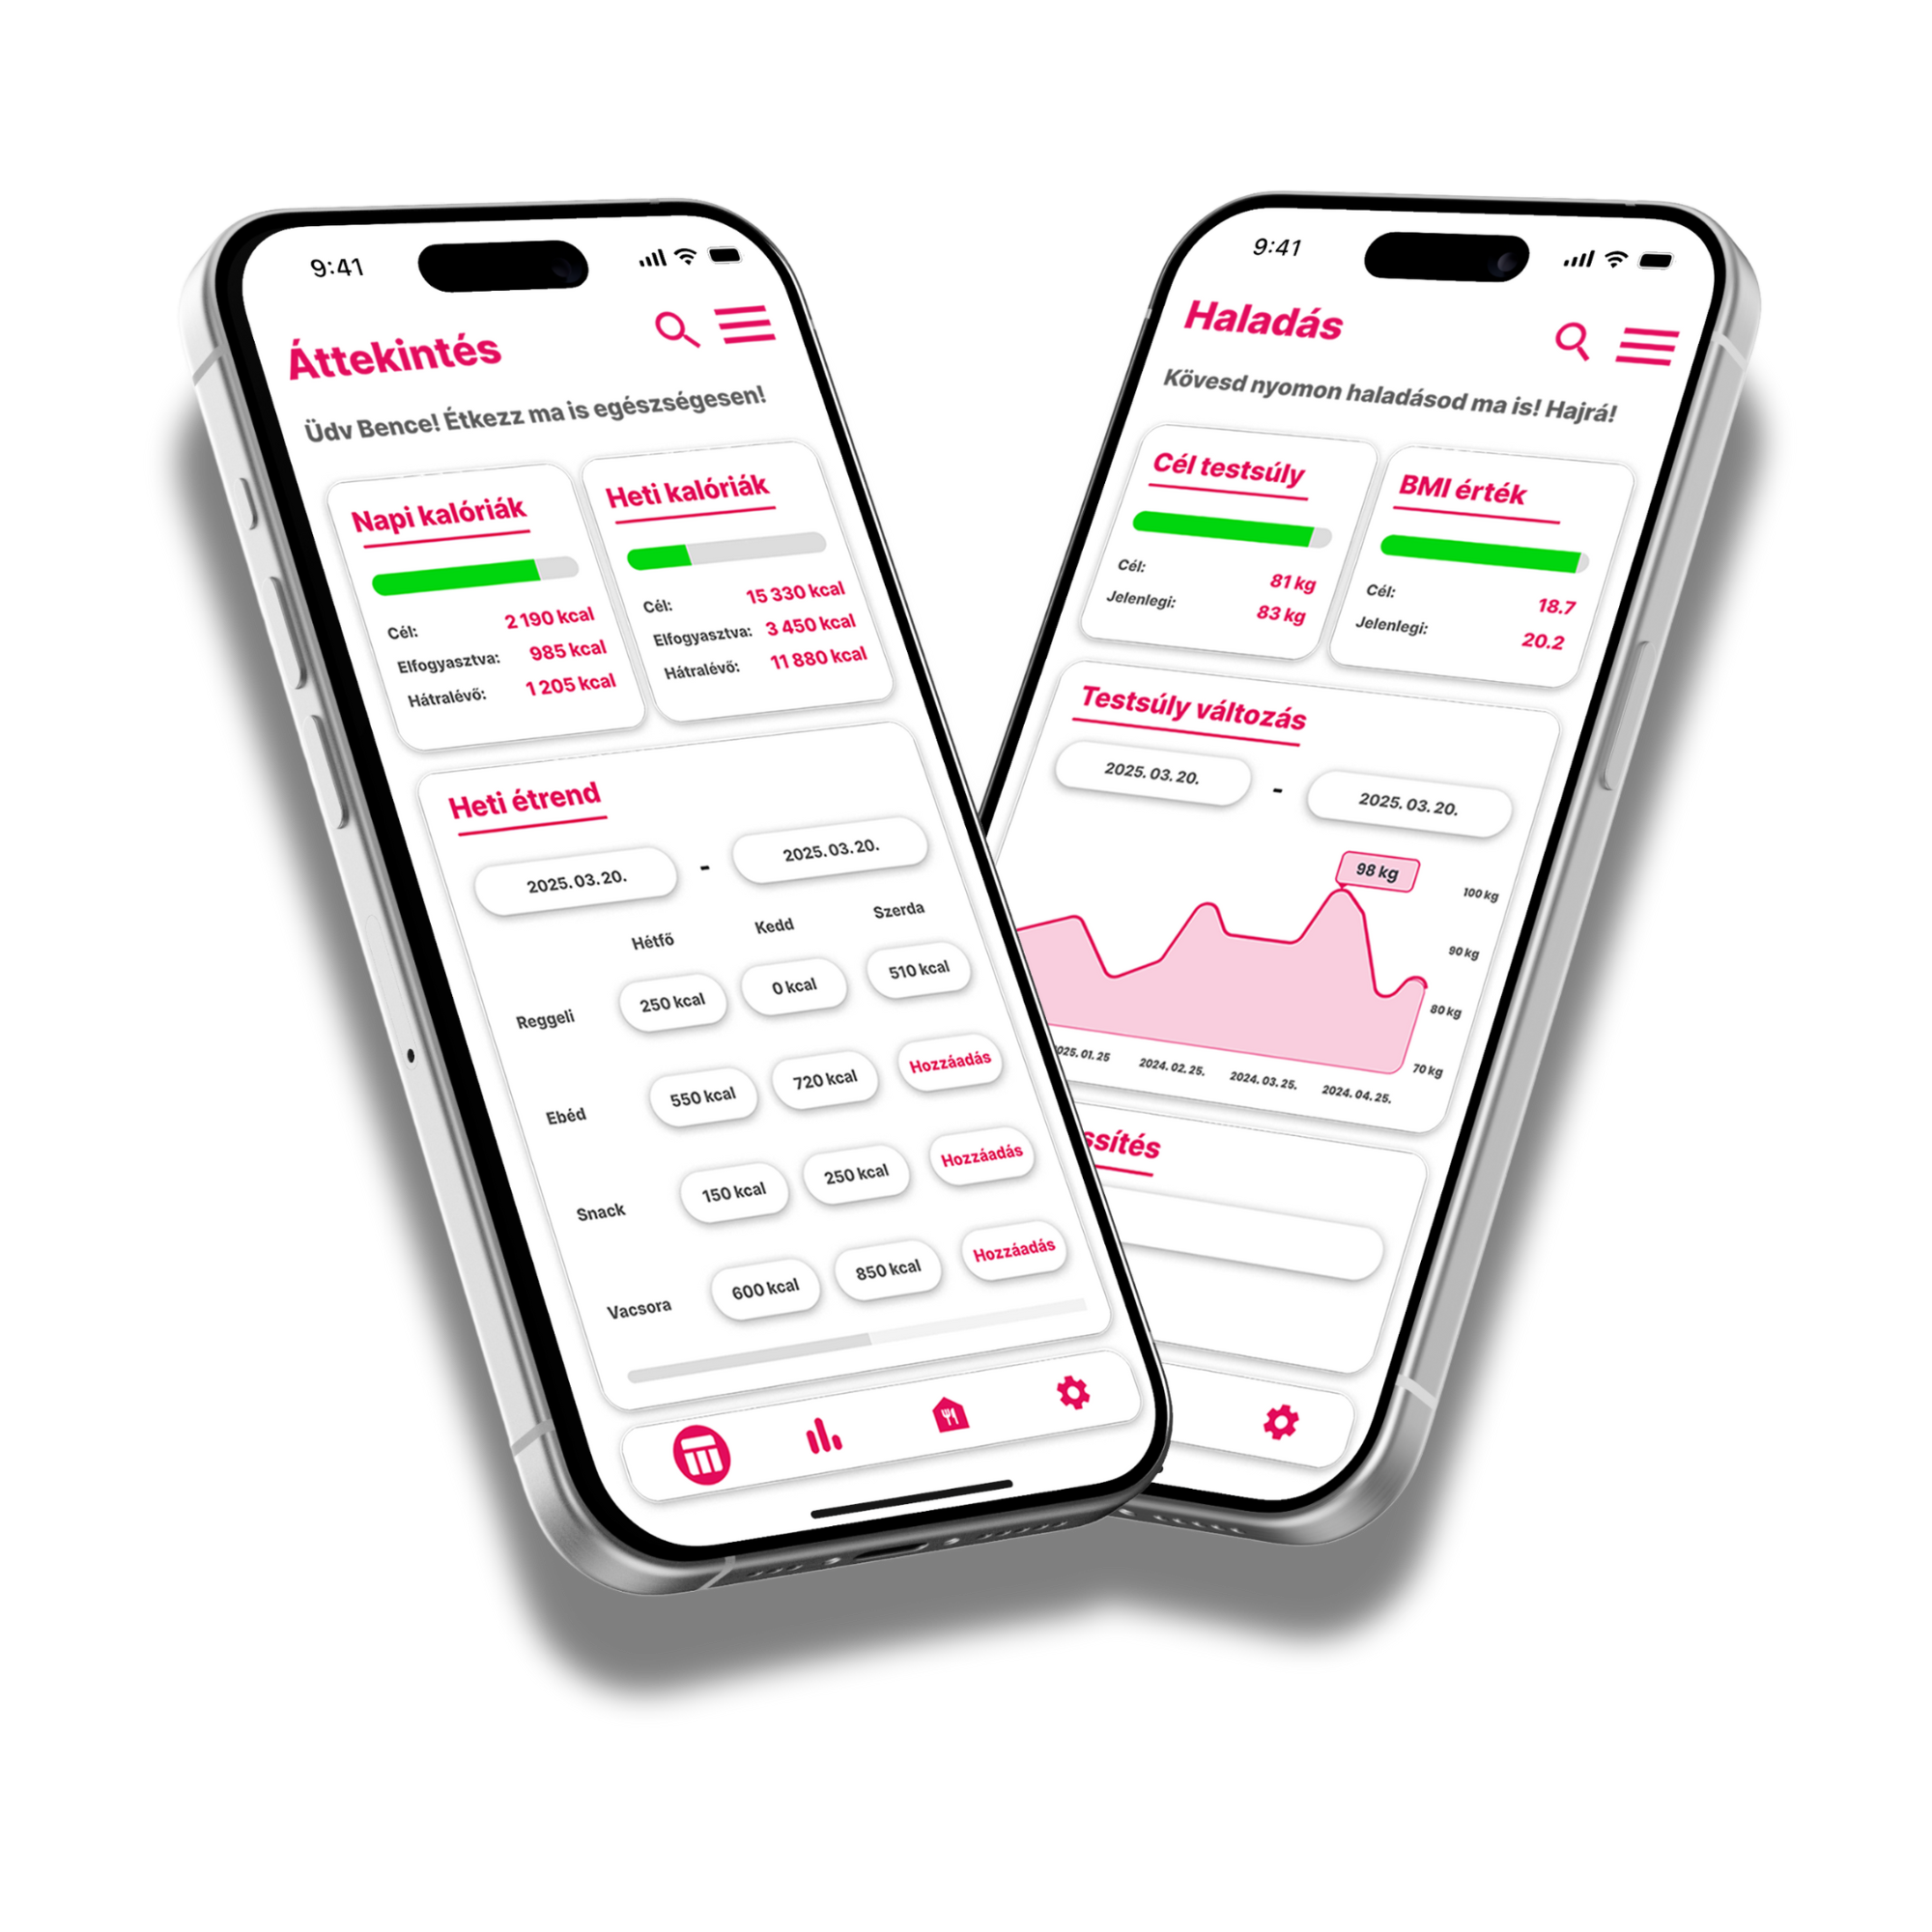 9:41
Áttekintés
Üdv Bence! Étkezz ma is egészségesen!
Napi kalóriák
Cél: 2 190 kcal
Elfogyasztva: 985 kcal
Hátralévő: 1 205 kcal
Heti kalóriák
Cél: 15 330 kcal
Elfogyasztva: 3 450 kcal
Hátralévő: 11 880 kcal
Heti étrend
2025. 03. 20. - 2025. 03. 20.
Hétfő Kedd Szerda
Reggeli 250 kcal 0 kcal 510 kcal
Ebéd 550 kcal 720 kcal Hozzáadás
Snack 150 kcal 250 kcal Hozzáadás
Vacsora 600 kcal 850 kcal Hozzáadás
9:41
Haladás
Kövesd nyomon haladásod ma is! Hajrá!
Cél testsúly
Cél: 81 kg
Jelenlegi: 83 kg
BMI érték
Cél: 18.7
Jelenlegi: 20.2
Testsúly változás
2025. 03. 20. - 2025. 03. 20.
98 kg
100 kg
90 kg
80 kg
70 kg
025. 01. 25 2024. 02. 25. 2024. 03. 25. 2024. 04. 25.
ssítés